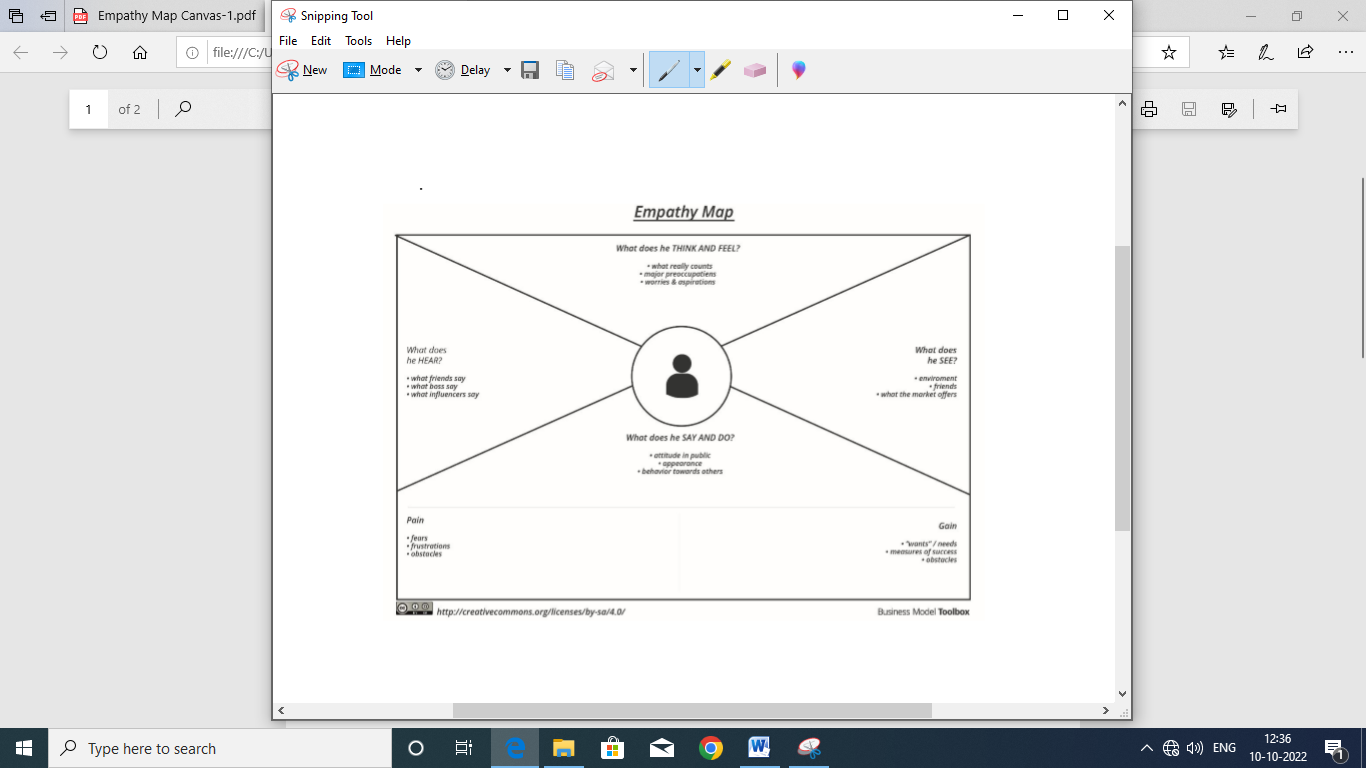 Empathy Map Canvas-1.pdf
Snipping Tool
File Edit Tools Help
file:///C:/U
New Mode Delay
1 of 2
Empathy Map
What does he THINK AND FEEL?
• what really counts
• major preoccupations
• worries & aspirations
What does
he HEAR?
• what friends say
• what boss say
• what influencers say
What does
he SEE?
• enviroment
• friends
• what the market offers
What does he SAY AND DO?
• attitude in public
• appearance
• behavior towards others
Pain
• fears
• frustrations
• obstacles
Gain
• "wants" / needs
• measures of success
• obstacles
http://creativecommons.org/licenses/by-sa/4.0/
Business Model Toolbox
Type here to search
ENG
12:36
10-10-2022
1